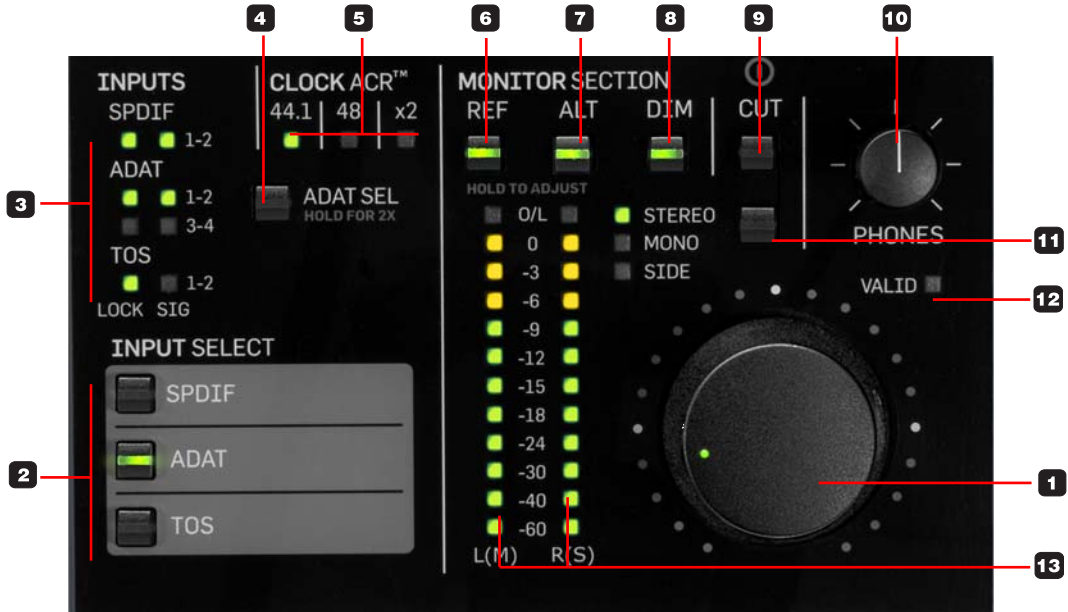 4
5
6
7
8
9
10
INPUTS
CLOCK ACR™
MONITOR SECTION
SPDIF
44.1
48
x2
REF
ALT
DIM
CUT
1-2
ADAT
1-2
3-4
ADAT SEL
HOLD FOR 2X
3
TOS
1-2
LOCK SIG
HOLD TO ADJUST
O/L
0
-3
-6
-9
-12
-15
-18
-24
-30
-40
-60
L(M)
R(S)
STEREO
MONO
SIDE
PHONES
11
VALID
12
INPUT SELECT
SPDIF
ADAT
TOS
2
1
13